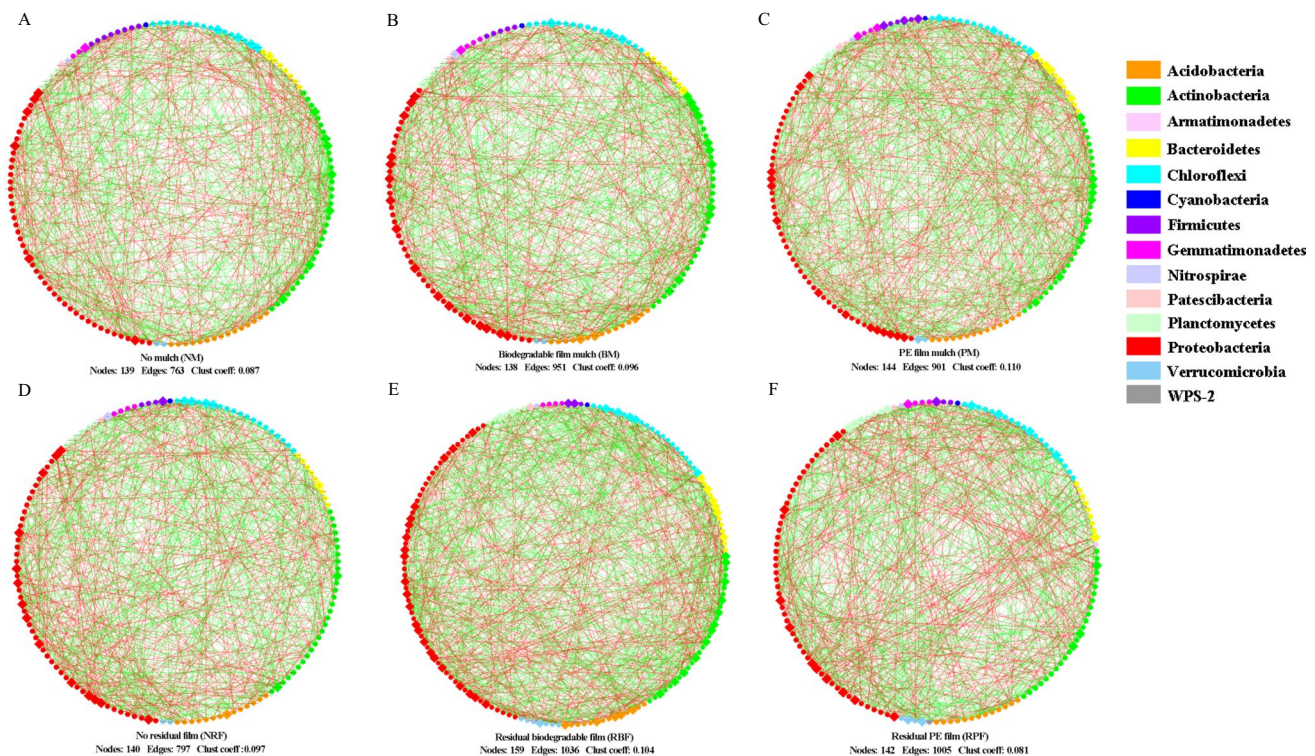 A
B
C
No mulch (NM)
Nodes: 139 Edges: 763 Clust coeff: 0.087
Biodegradable film mulch (BM)
Nodes: 138 Edges: 951 Clust coeff: 0.096
PE film mulch (PM)
Nodes: 144 Edges: 901 Clust coeff: 0.110
Acidobacteria
Actinobacteria
Armatimonadetes
Bacteroidetes
Chloroflexi
Cyanobacteria
Firmicutes
Gemmatimonadetes
Nitrospirae
Patescibacteria
Planctomycetes
Proteobacteria
Verrucomicrobia
WPS-2
D
E
F
No residual film (NRF)
Nodes: 140 Edges: 797 Clust coeff :0.097
Residual biodegradable film (RBF)
Nodes: 159 Edges: 1036 Clust coeff: 0.104
Residual PE film (RPF)
Nodes: 142 Edges: 1005 Clust coeff: 0.081